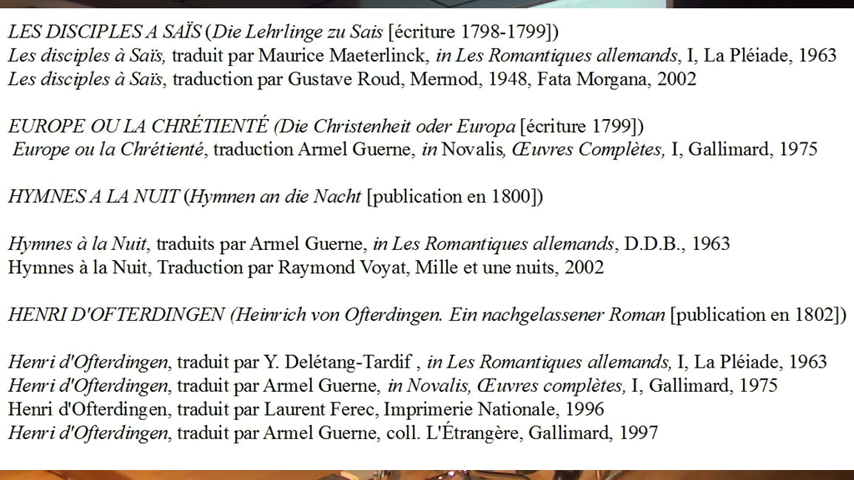 LES DISCIPLES A SAÏS (Die Lehrlinge zu Sais [écriture 1798-1799])
Les disciples à Saïs, traduit par Maurice Maeterlinck, in Les Romantiques allemands, I, La Pléiade, 1963
Les disciples à Saïs, traduction par Gustave Roud, Mermod, 1948, Fata Morgana, 2002
EUROPE OU LA CHRÉTIENTÉ (Die Christenheit oder Europa [écriture 1799])
Europe ou la Chrétienté, traduction Armel Guerne, in Novalis, Œuvres Complètes, I, Gallimard, 1975
HYMNES A LA NUIT (Hymnen an die Nacht [publication en 1800])
Hymnes à la Nuit, traduits par Armel Guerne, in Les Romantiques allemands, D.D.B., 1963
Hymnes à la Nuit, Traduction par Raymond Voyat, Mille et une nuits, 2002
HENRI D'OFTERDINGEN (Heinrich von Ofterdingen. Ein nachgelassener Roman [publication en 1802])
Henri d'Ofterdingen, traduit par Y. Delétang-Tardif , in Les Romantiques allemands, I, La Pléiade, 1963
Henri d'Ofterdingen, traduit par Armel Guerne, in Novalis, Œuvres complètes, I, Gallimard, 1975
Henri d'Ofterdingen, traduit par Laurent Ferec, Imprimerie Nationale, 1996
Henri d'Ofterdingen, traduit par Armel Guerne, coll. L'Étrangère, Gallimard, 1997